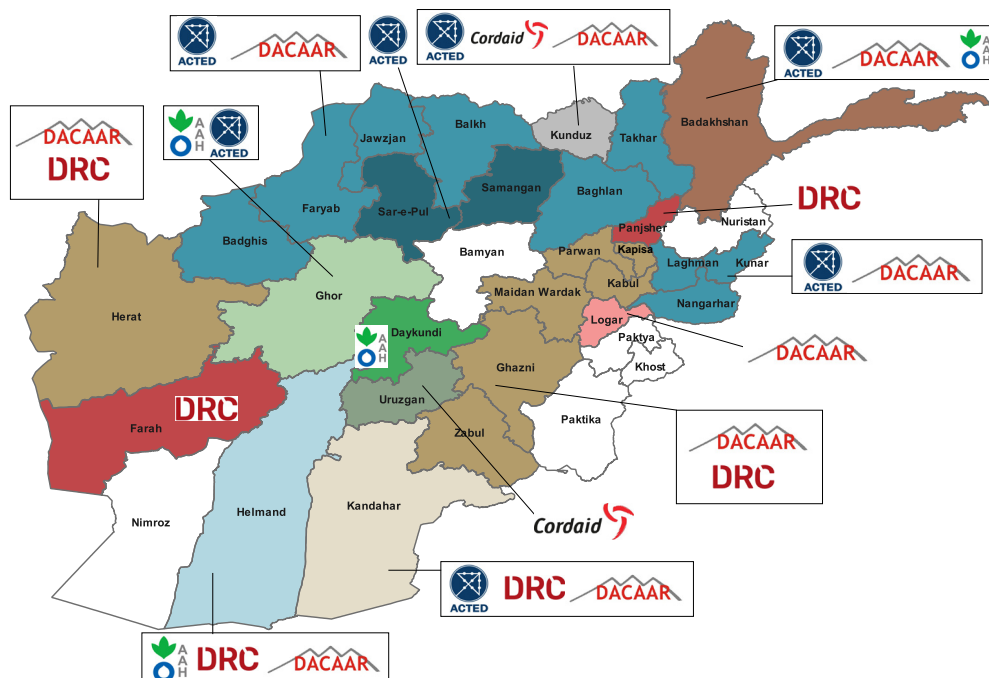 ACTED
DACAAR
ACTED
ACTED
Cordaid
DACAAR
ACTED
DACAAR
A
A
H
DACAAR
DRC
A
A
H
ACTED
Jawzjan
Balkh
Kunduz
Takhar
Badakhshan
Faryab
Sar-e-Pul
Samangan
Baghlan
DRC
Panjsher
Nuristan
Badghis
Bamyan
Parwan
Kapisa
Laghman
Kunar
ACTED
DACAAR
Ghor
Maidan Wardak
Kabul
Nangarhar
Herat
A
A
H
Daykundi
Logar
Paktya
DACAAR
Khost
Ghazni
Uruzgan
DRC
Farah
Zabul
Paktika
DACAAR
DRC
Nimroz
Helmand
Kandahar
Cordaid
ACTED
DRC
DACAAR
A
A
H
DRC
DACAAR